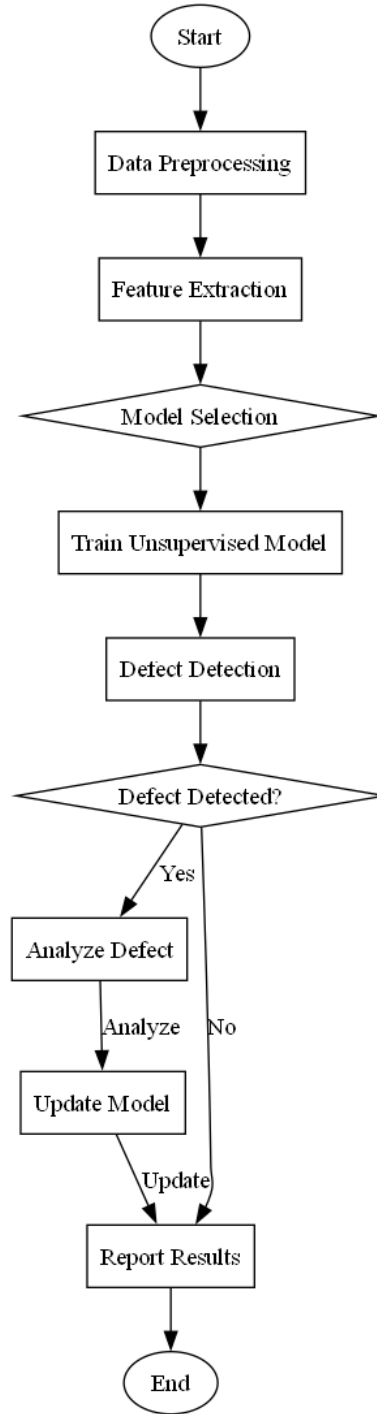 Start
Data Preprocessing
Feature Extraction
Model Selection
Train Unsupervised Model
Defect Detection
Defect Detected?
Yes
Analyze Defect
Analyze
No
Update Model
Update
Report Results
End